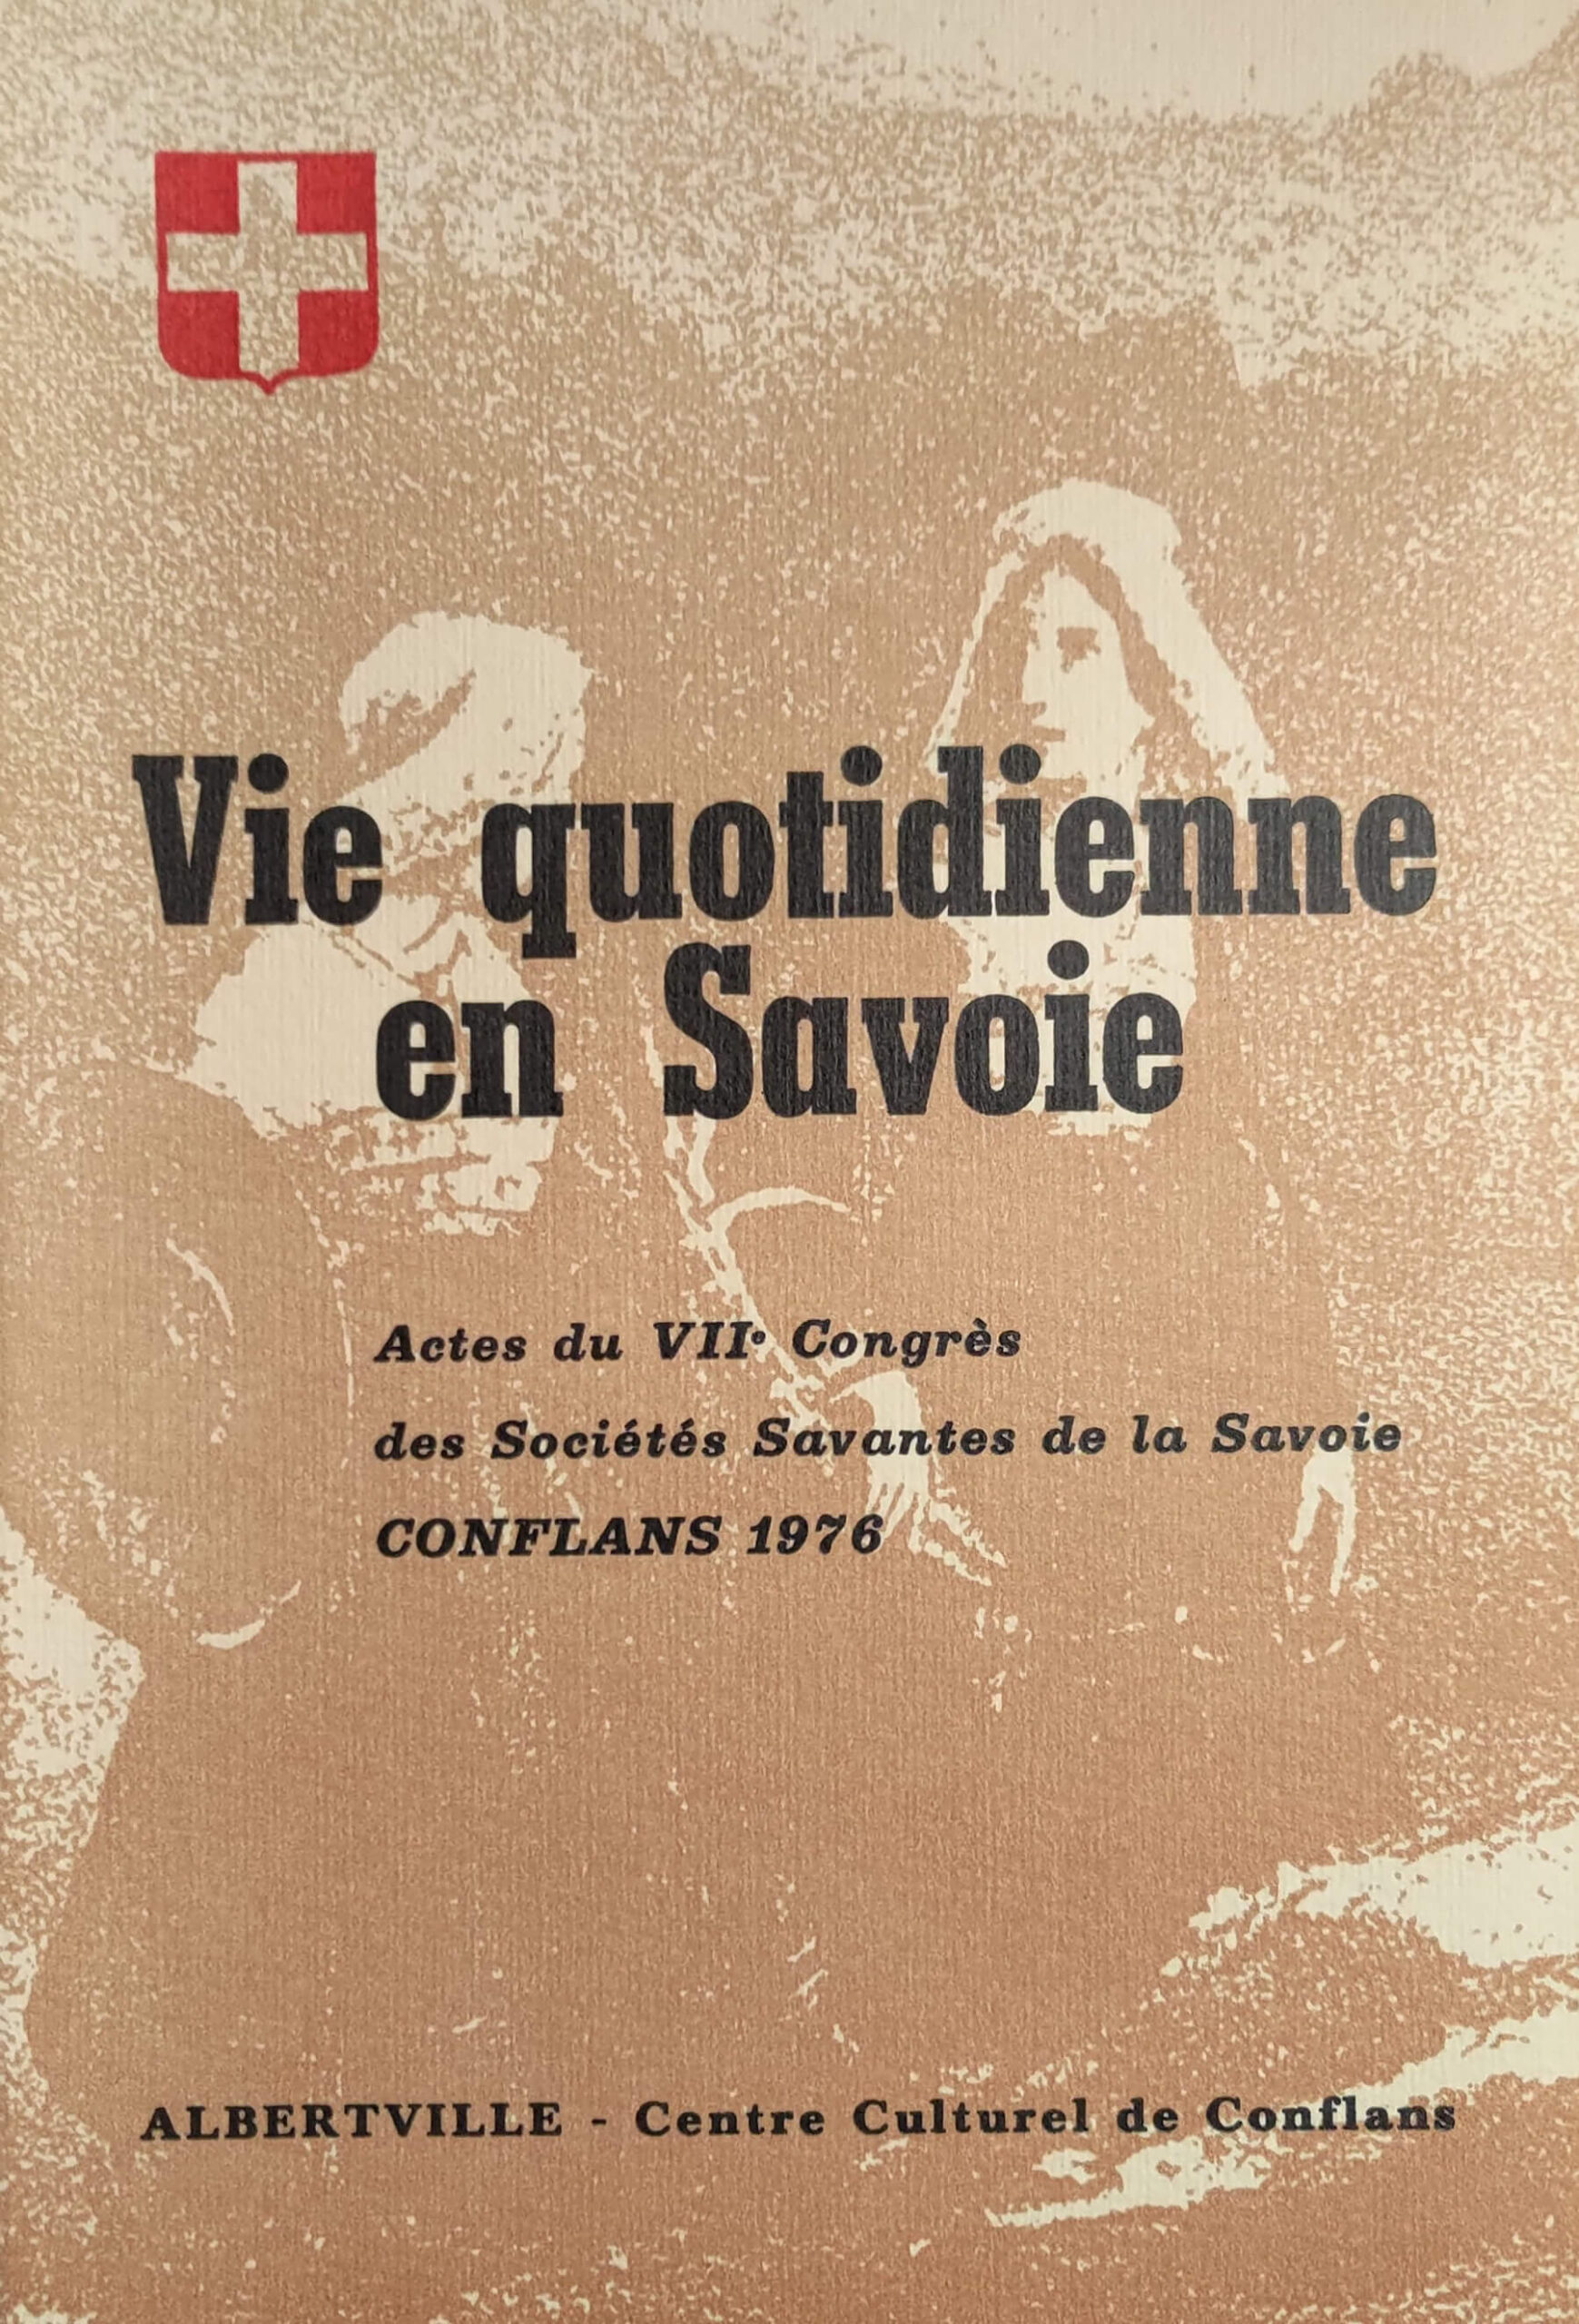 Vie quotidienne
en Savoie
Actes du VIIe Congrès
des Sociétés Savantes de la Savoie
CONFLANS 1976
ALBERTVILLE - Centre Culturel de Conflans